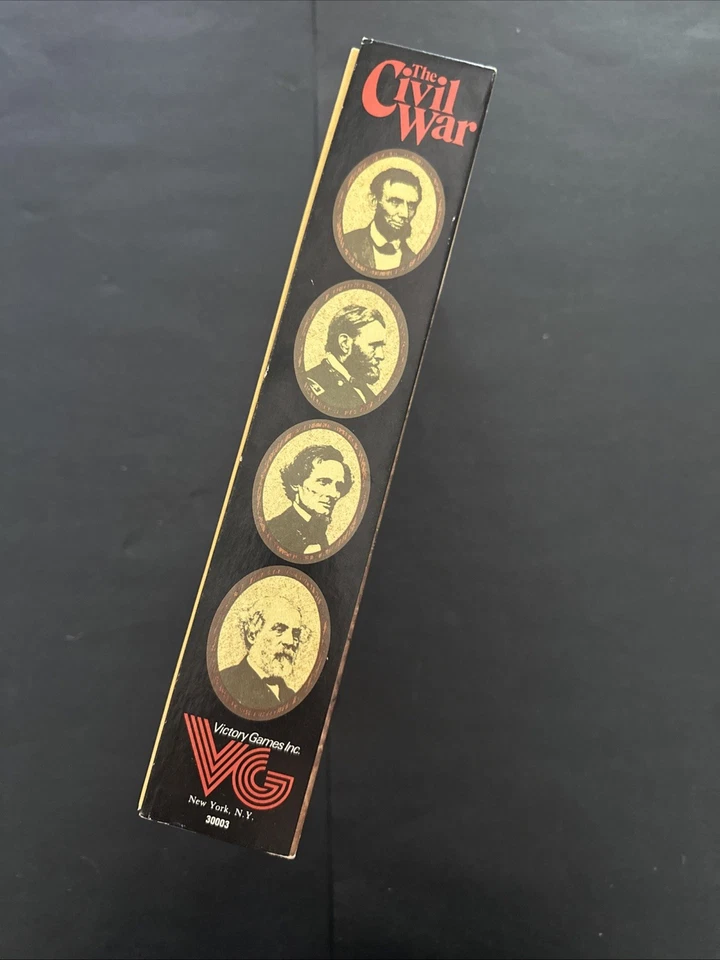 The
Civil
War
Victory Games Inc.
VG
New York, N.Y.
30003